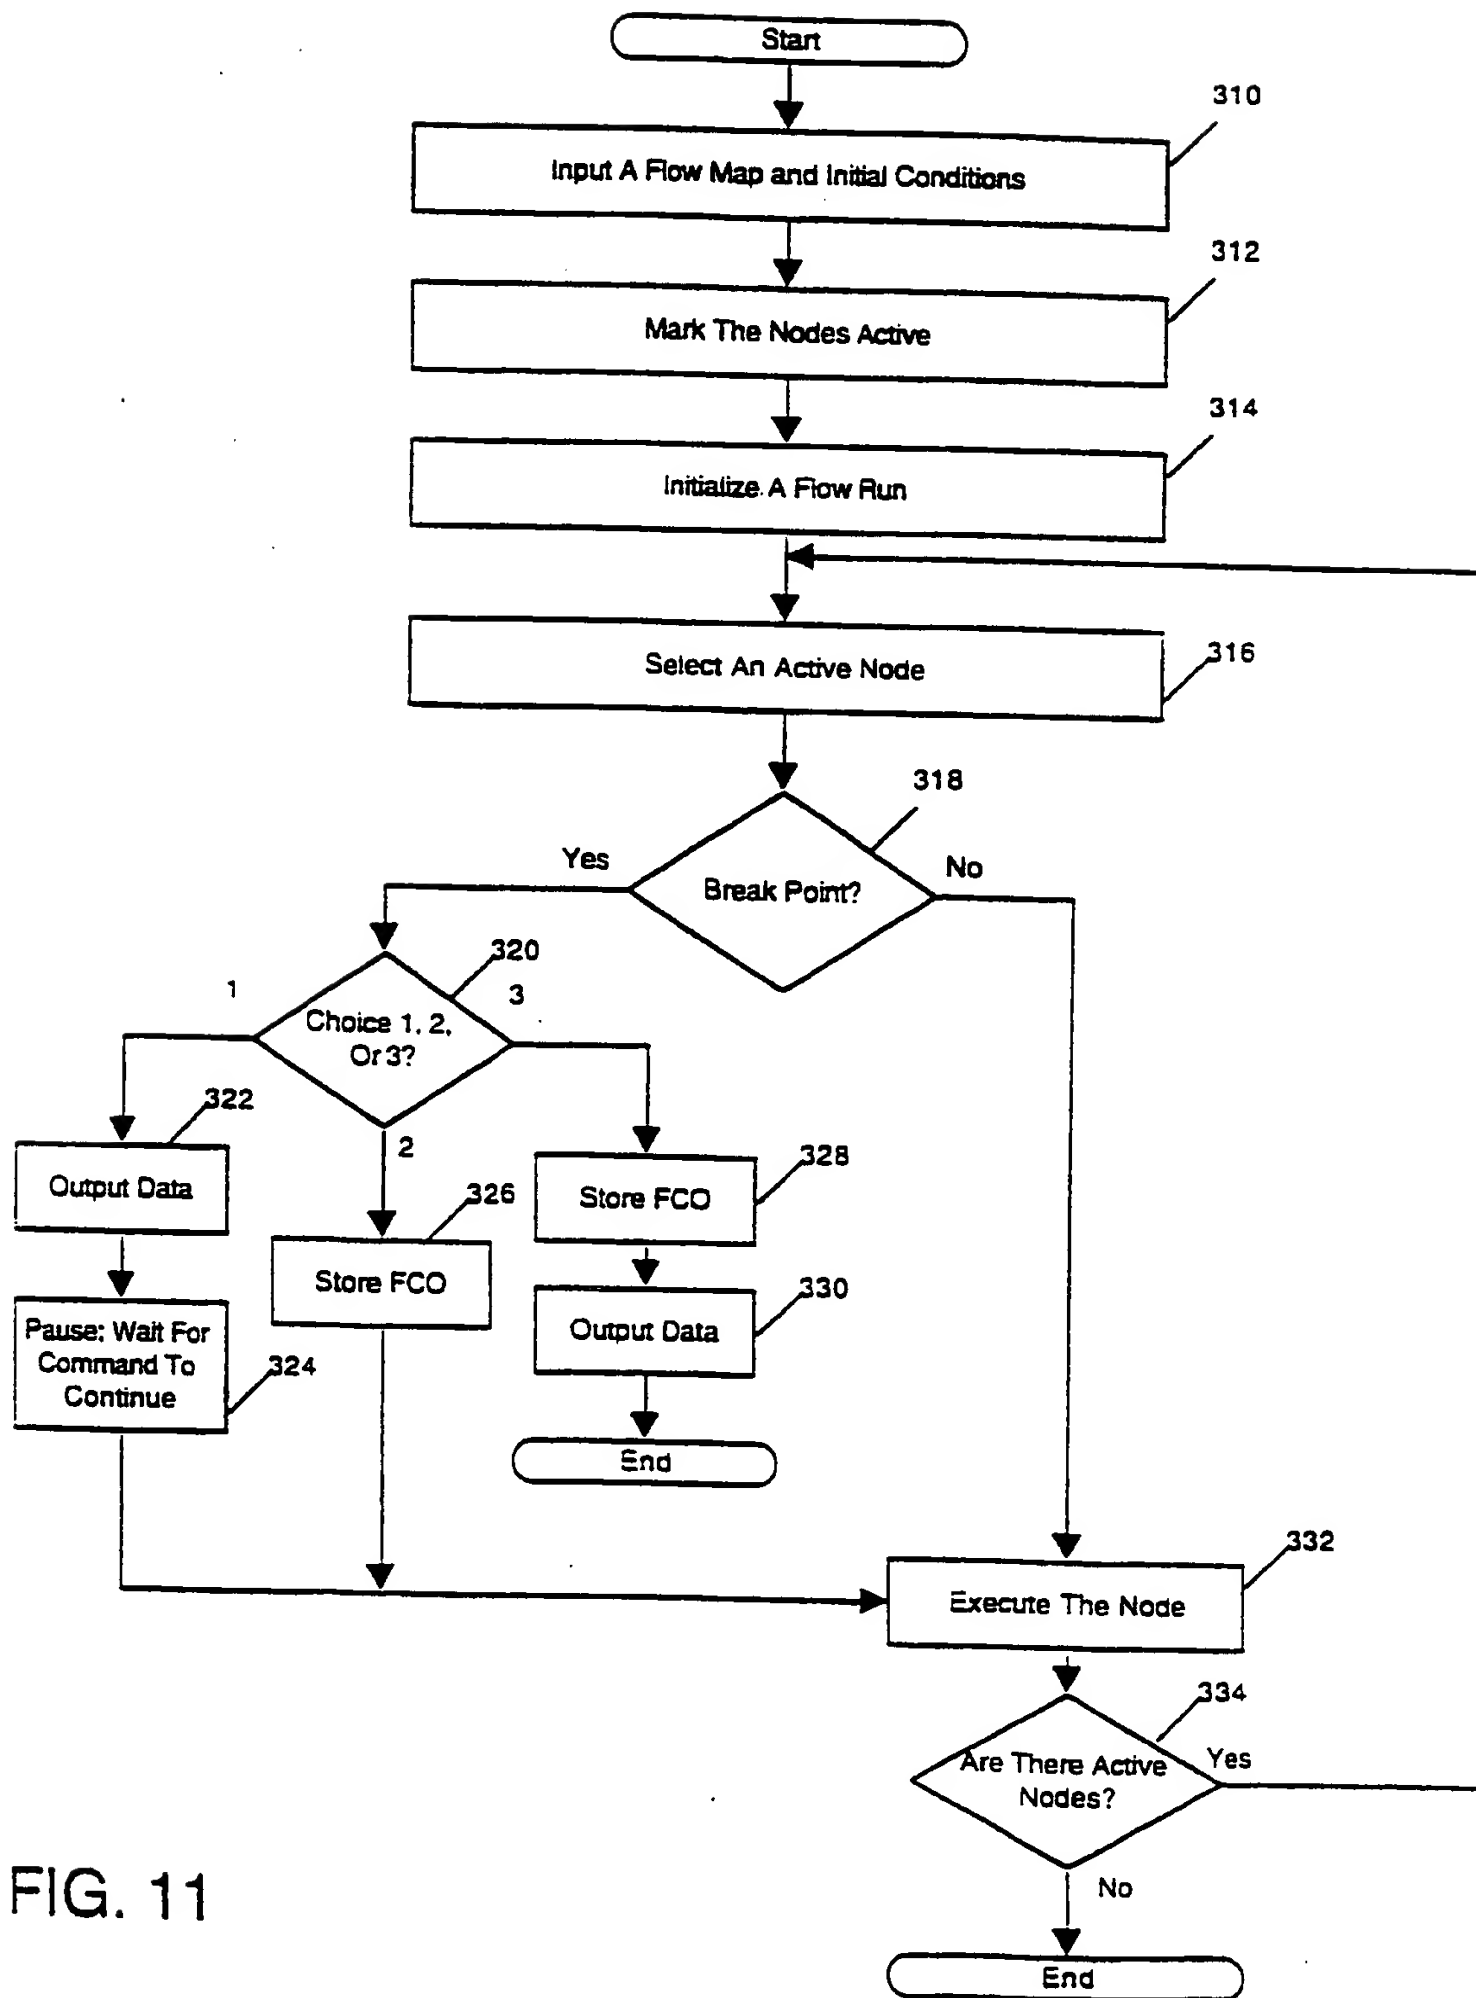 Start
310
Input A Flow Map and Initial Conditions
312
Mark The Nodes Active
314
Initialize A Flow Run
316
Select An Active Node
318
Yes
No
Break Point?
320
1
3
Choice 1, 2,
Or 3?
322
2
328
Output Data
326
Store FCO
Store FCO
330
Pause: Wait For
Command To
Continue
324
Output Data
End
332
Execute The Node
334
Are There Active
Nodes?
Yes
No
FIG. 11
End